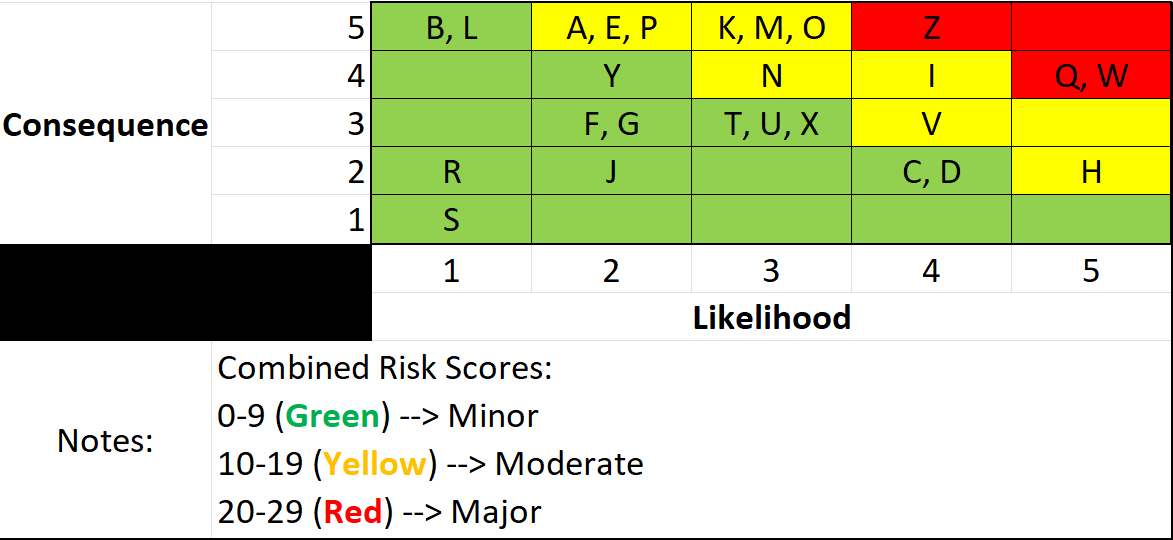 5 B, L A, E, P K, M, O Z
4 Y N I Q, W
Consequence 3 F, G T, U, X V
2 R J C, D H
1 S
1 2 3 4 5
Likelihood
Combined Risk Scores:
0-9 (Green) --> Minor
Notes: 10-19 (Yellow) --> Moderate
20-29 (Red) --> Major